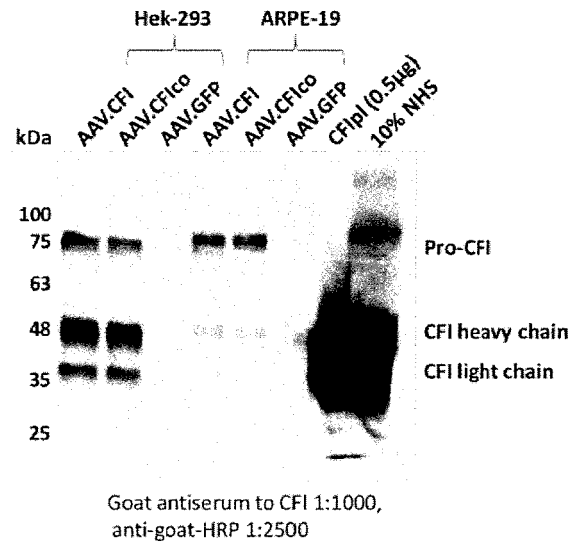 Hek-293 ARPE-19
AAV.CFI AAV.CFIco AAV.GFP AAV.CFI AAV.CFIco AAV.GFP CFIpl (0.5µg) 10% NHS
kDa
100
75
63
48
35
25
Pro-CFI
CFI heavy chain
CFI light chain
Goat antiserum to CFI 1:1000,
anti-goat-HRP 1:2500